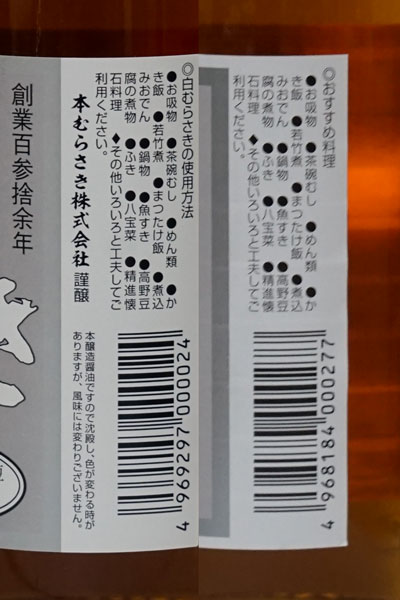 ◎白むらさきの使用方法
●お吸物 ●茶碗むし ●めん類 ●か
き飯 ●若竹煮 ●まつたけ飯 ●煮込
みおでん ●鍋物 ●魚すき ●高野豆
腐の煮物 ●ふき ●八宝菜 ●精進懐
石料理 ◆その他いろいろと工夫してご
利用ください。
本むらさき株式会社謹醸
創業百参捨余年
4 969297 000024
本醸造醤油ですので沈殿し、色が変わる時が
ありますが、風味には変わりございません。
◎おすすめ料理
●お吸物 ●茶碗むし ●めん類 ●か
き飯 ●若竹煮 ●まつたけ飯 ●煮込
みおでん ●鍋物 ●魚すき ●高野豆
腐の煮物 ●ふき ●八宝菜 ●精進懐
石料理 ◆その他いろいろと工夫してご
利用ください。
4 968184 000277